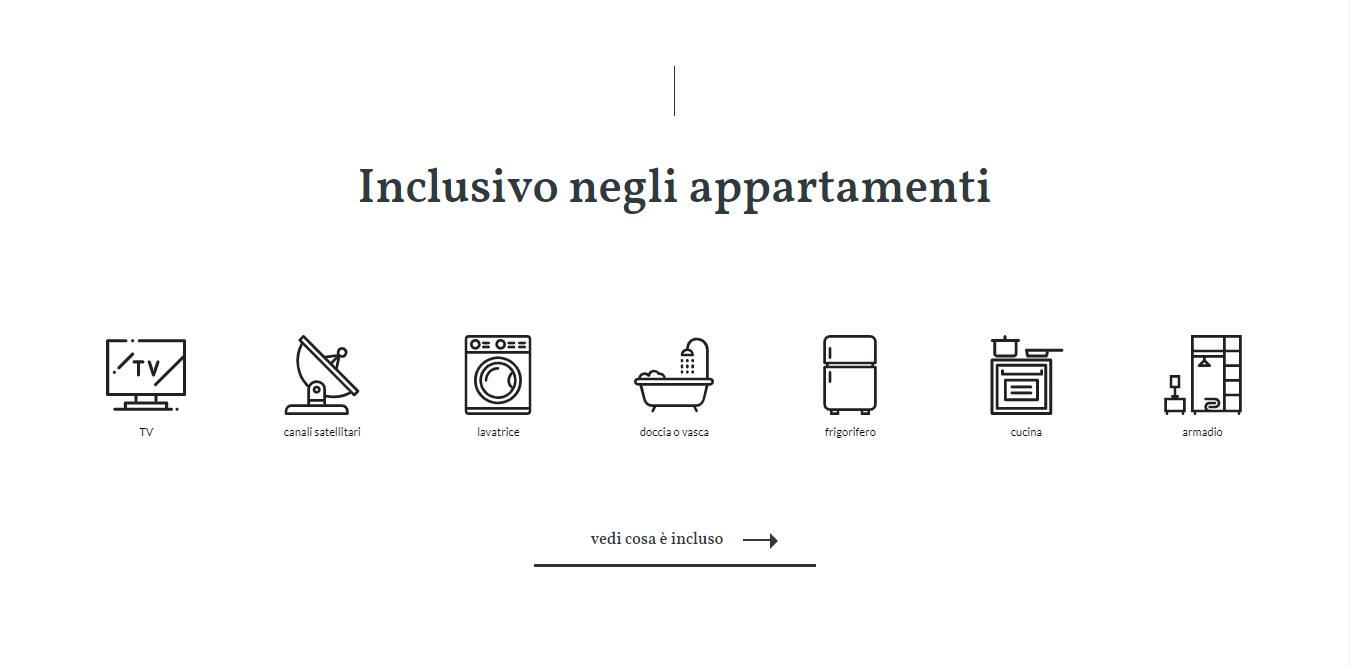 Inclusivo negli appartamenti
TV
TV
canali satellitari
lavatrice
doccia o vasca
frigorifero
cucina
armadio
vedi cosa è incluso